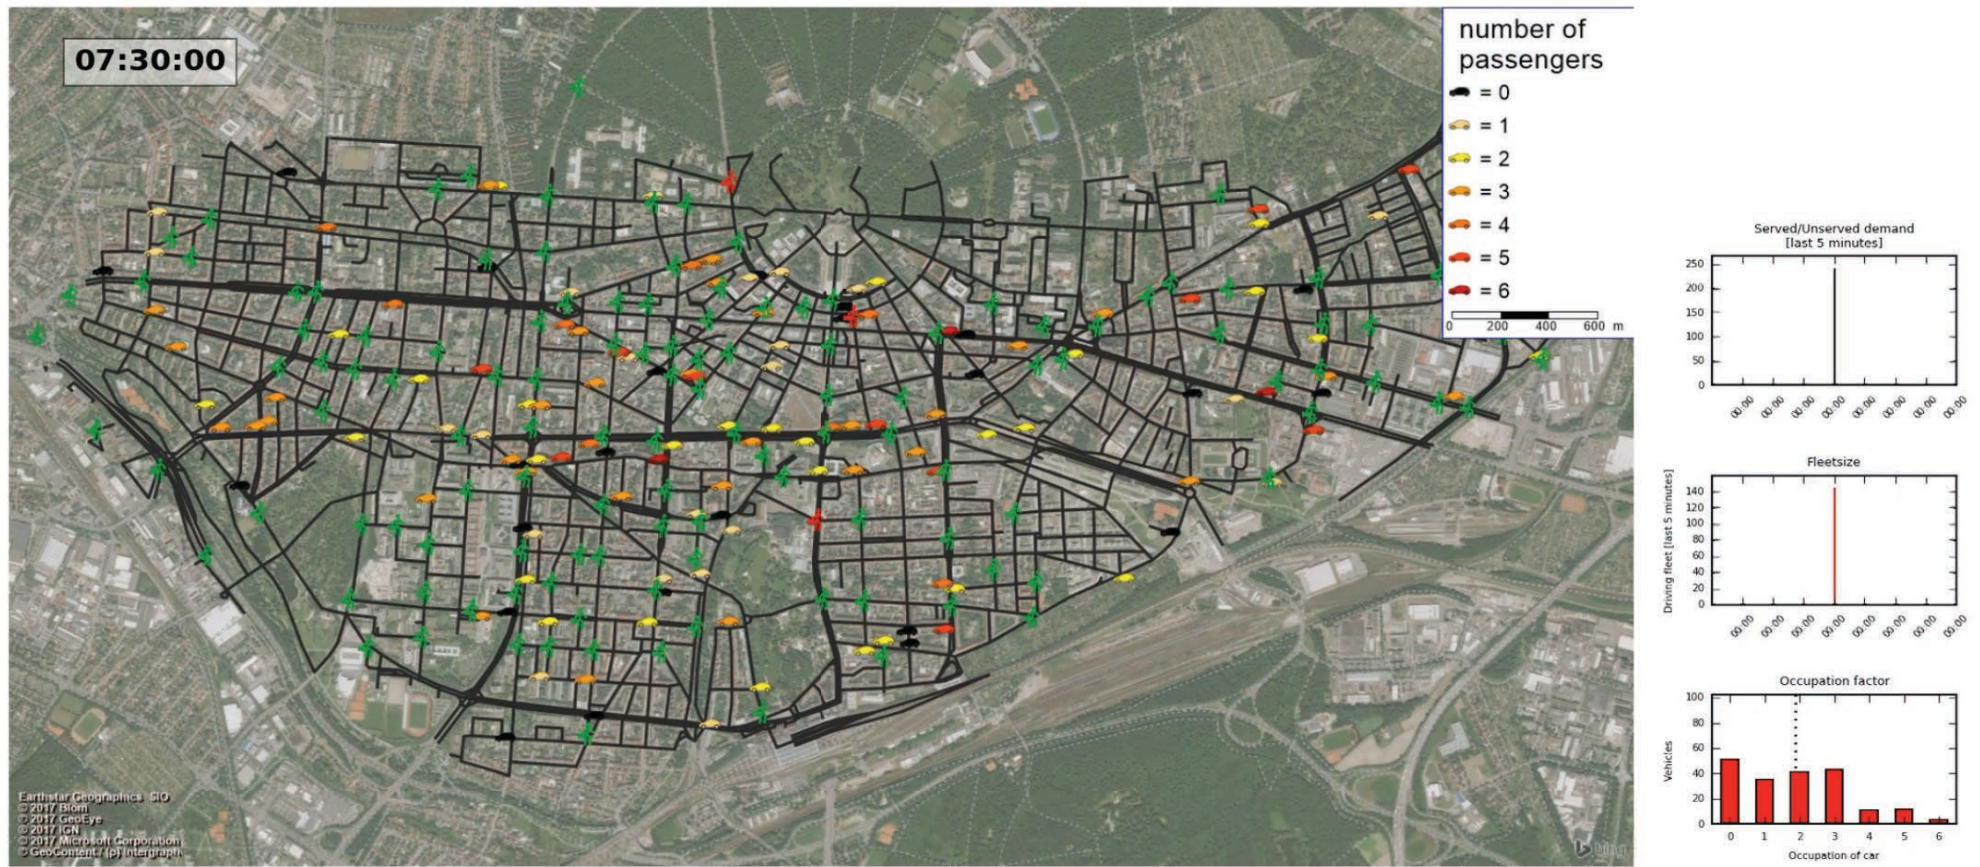 07:30:00
number of
passengers
= 0
= 1
= 2
= 3
= 4
= 5
= 6
0 200 400 600 m
Earthstar Geographics SIO
© 2017 Blom
© 2017 GeoEye
© 2017 IGN
© 2017 Microsoft Corporation
© GeoContent / (p) Intergraph
bing
Served/Unserved demand
[last 5 minutes]
250
200
150
100
50
0
00:00 00:00 00:00 00:00 00:00 00:00 00:00 00:00
Fleetsize
Driving fleet [last 5 minutes]
140
120
100
80
60
40
20
0
00:00 00:00 00:00 00:00 00:00 00:00 00:00 00:00
Occupation factor
Vehicles
100
80
60
40
20
0
0 1 2 3 4 5 6
Occupation of car